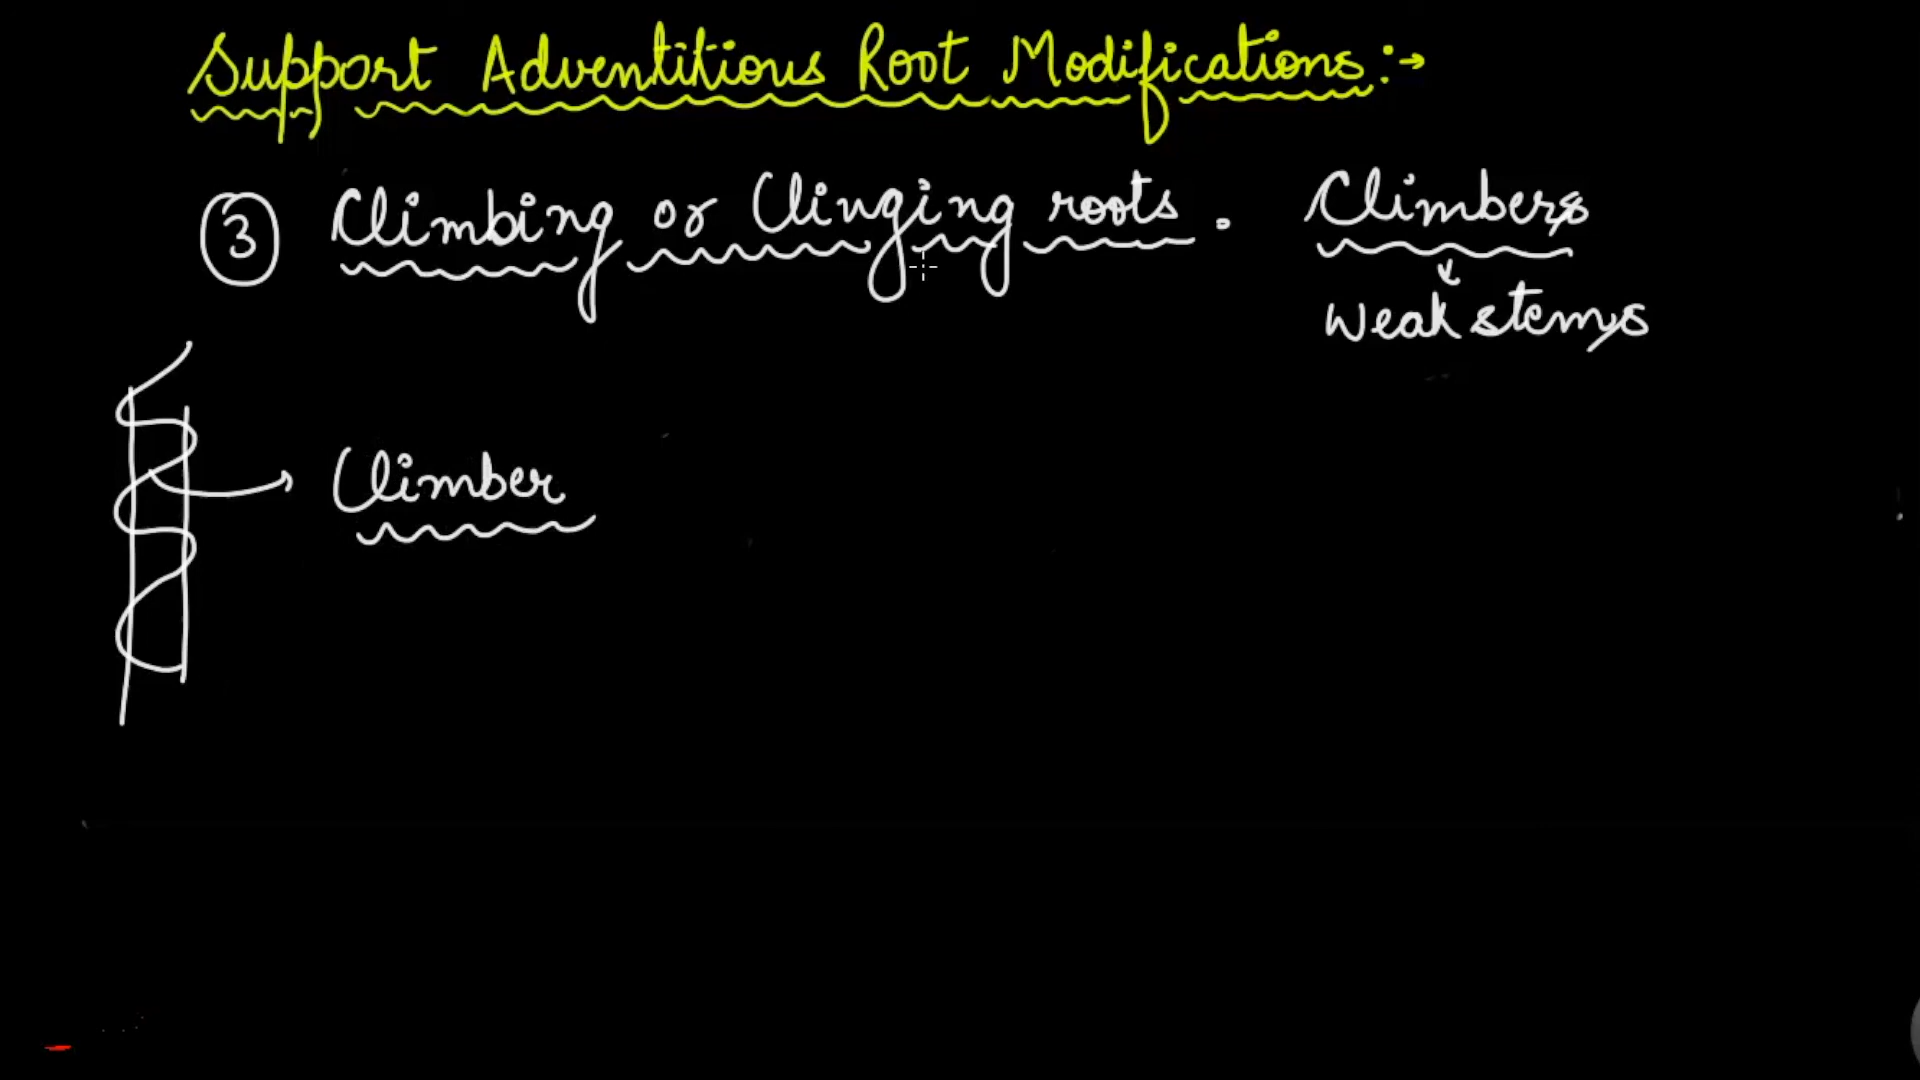 Support Adventitious Root Modifications :→
③ Climbing or Clinging roots . Climbers
Weak stems
Climber